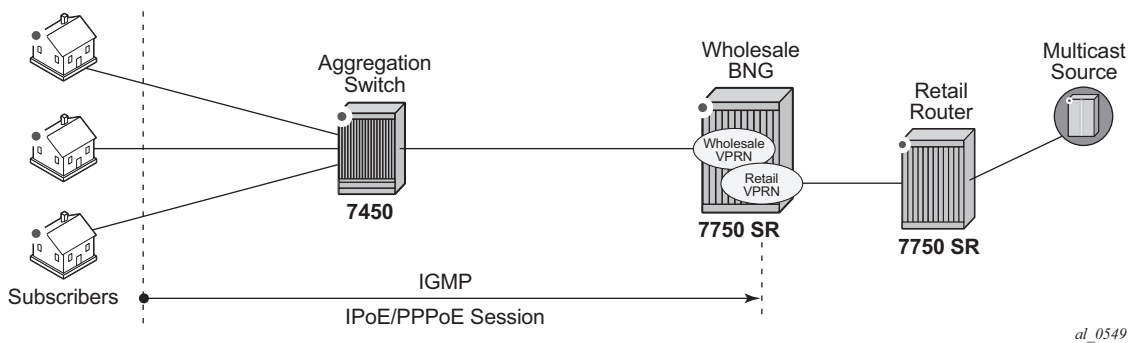 Aggregation
Switch
7450
Wholesale
BNG
Wholesale
VPRN
Retail
VPRN
7750 SR
Retail
Router
7750 SR
Multicast
Source
Subscribers
IGMP
IPoE/PPPoE Session
al_0549